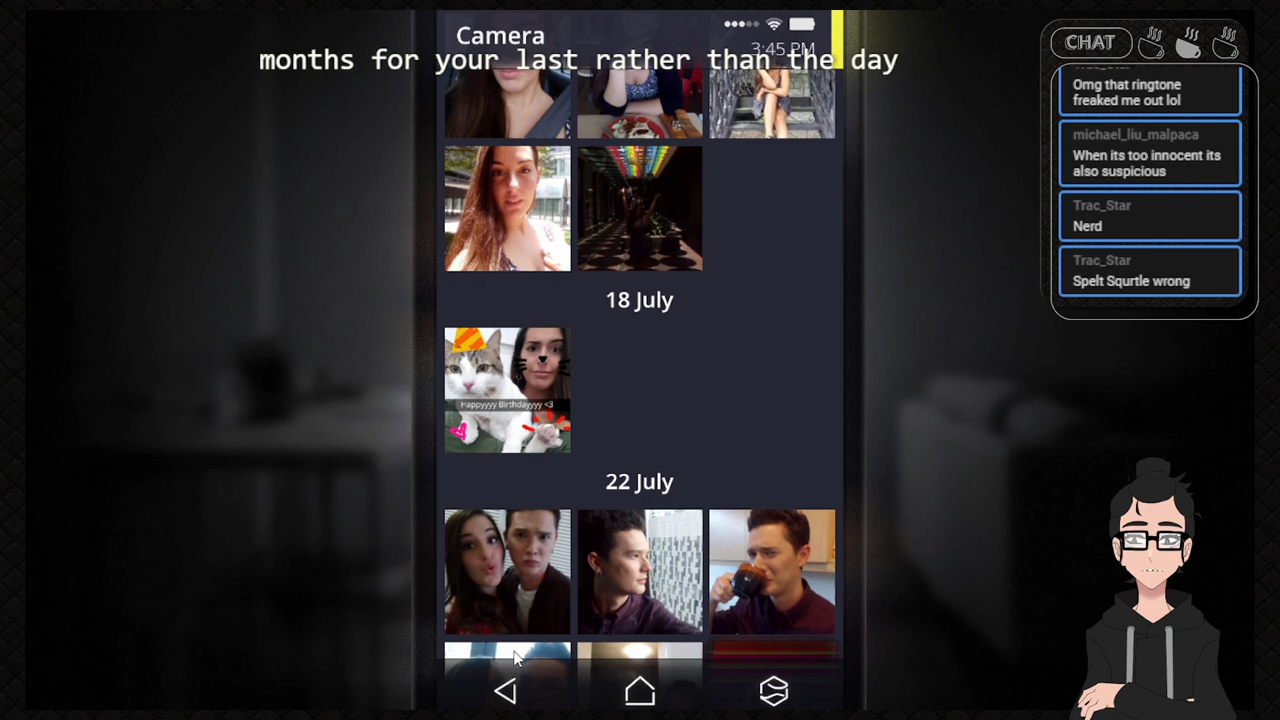 Camera
3:45 PM
months for your last rather than the day
18 July
Happyyyy Birthdayyyy <3
22 July
CHAT
Omg that ringtone
freaked me out lol
michael_liu_malpaca
When its too innocent its
also suspicious
Trac_Star
Nerd
Trac_Star
Spelt Squrtle wrong